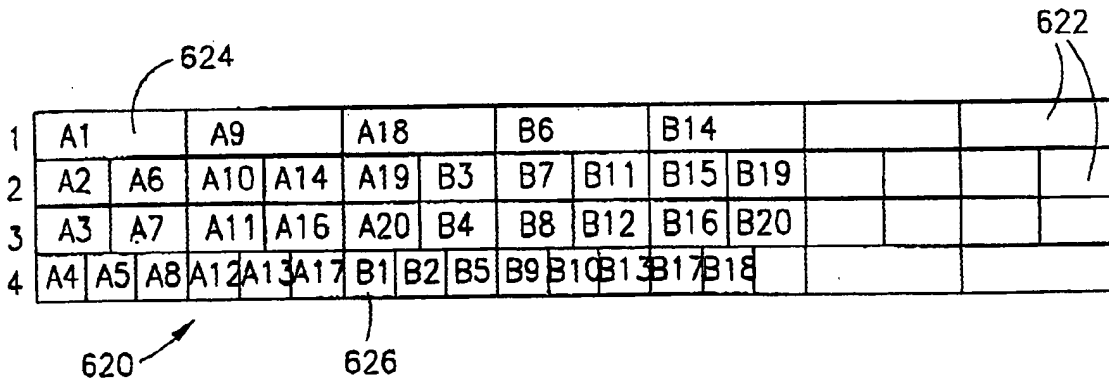 622
624
1 A1 A9 A18 B6 B14
2 A2 A6 A10 A14 A19 B3 B7 B11 B15 B19
3 A3 A7 A11 A16 A20 B4 B8 B12 B16 B20
4 A4 A5 A8 A12 A13 A17 B1 B2 B5 B9 B10 B13 B17 B18
620 626